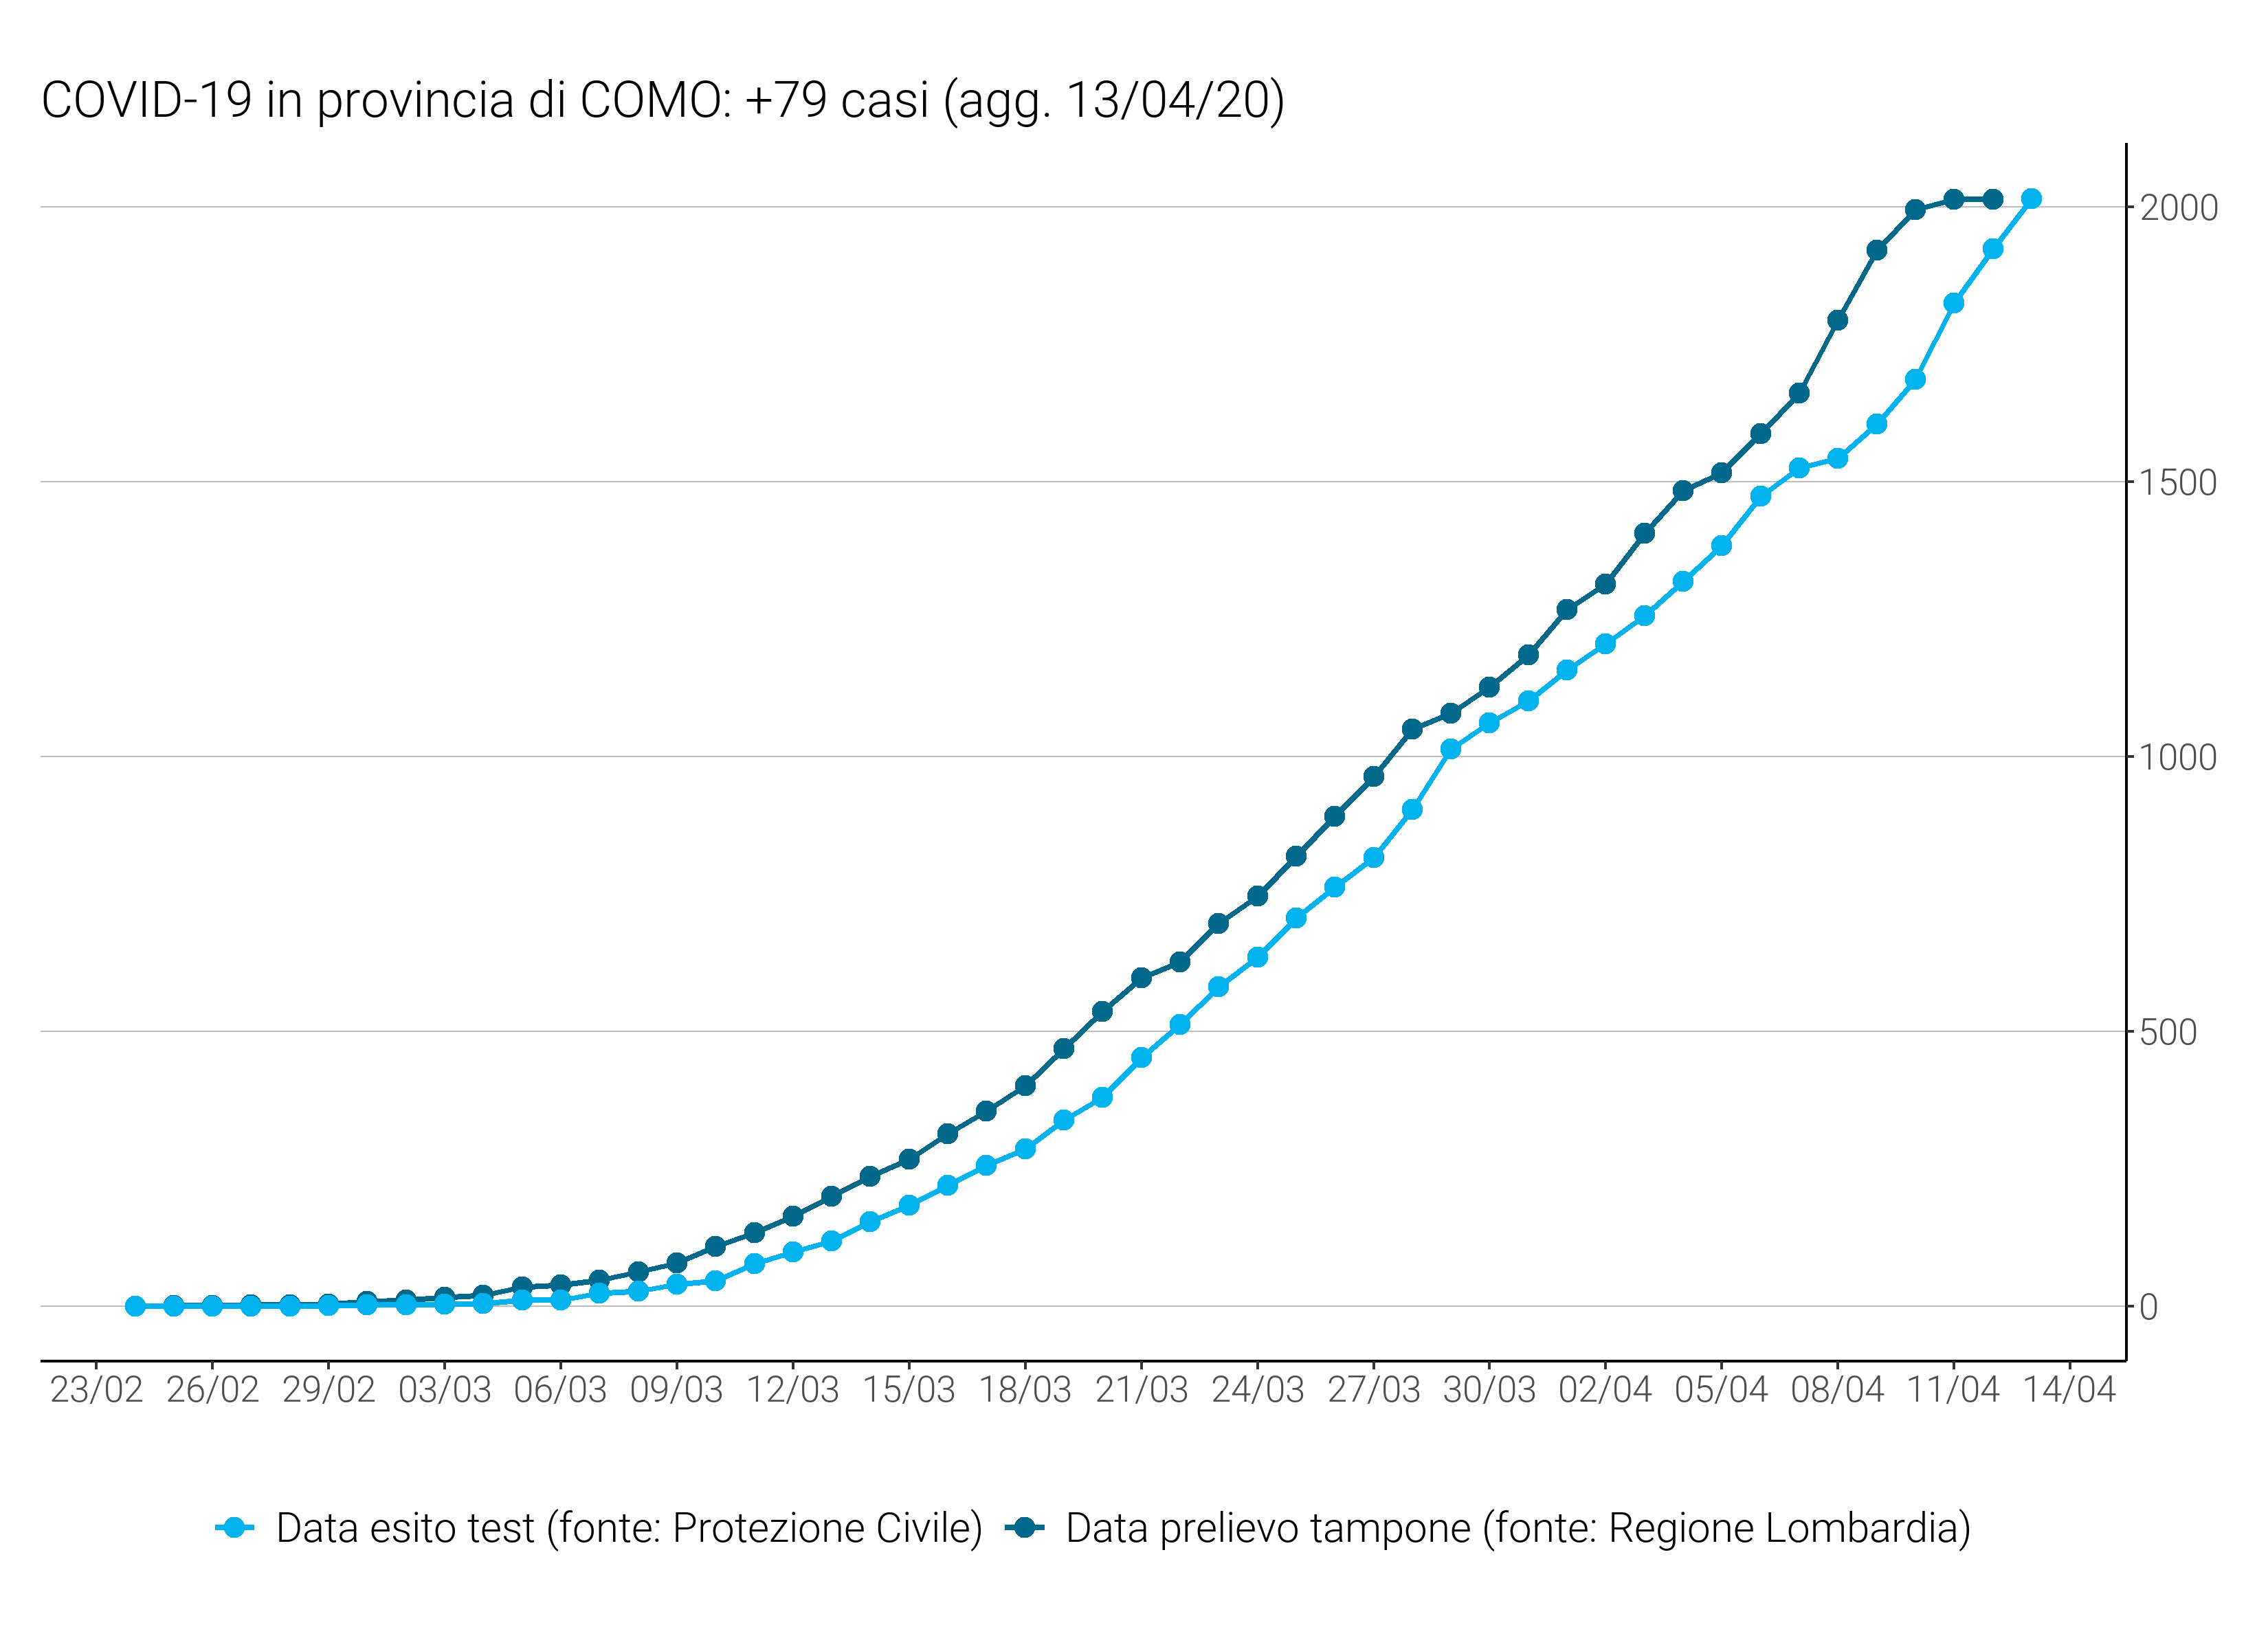 COVID-19 in provincia di COMO: +79 casi (agg. 13/04/20)
2000
1500
1000
500
0
23/02 26/02 29/02 03/03 06/03 09/03 12/03 15/03 18/03 21/03 24/03 27/03 30/03 02/04 05/04 08/04 11/04 14/04
Data esito test (fonte: Protezione Civile) Data prelievo tampone (fonte: Regione Lombardia)